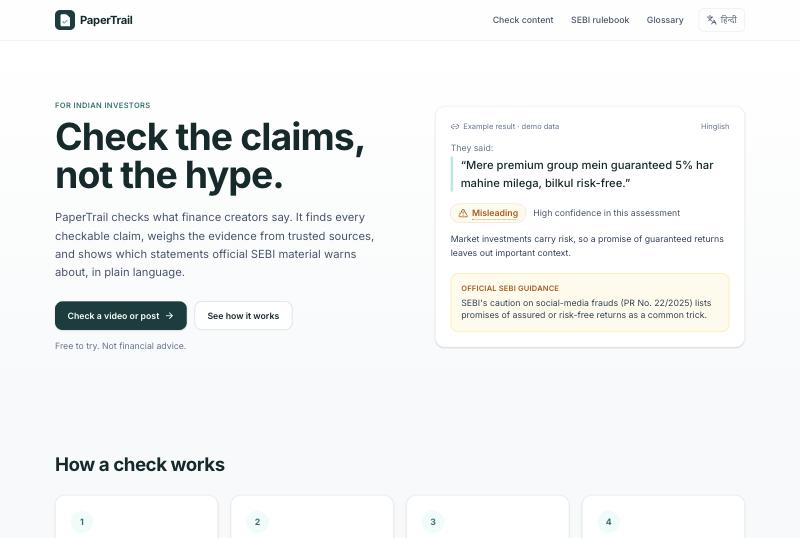 PaperTrail
Check content
SEBI rulebook
Glossary
हिन्दी
FOR INDIAN INVESTORS
Check the claims,
not the hype.
PaperTrail checks what finance creators say. It finds every
checkable claim, weighs the evidence from trusted sources,
and shows which statements official SEBI material warns
about, in plain language.
Check a video or post →
See how it works
Free to try. Not financial advice.
Example result · demo data
Hinglish
They said:
“Mere premium group mein guaranteed 5% har
mahine milega, bilkul risk-free.”
Misleading
High confidence in this assessment
Market investments carry risk, so a promise of guaranteed returns
leaves out important context.
OFFICIAL SEBI GUIDANCE
SEBI's caution on social-media frauds (PR No. 22/2025) lists
promises of assured or risk-free returns as a common trick.
How a check works
1
2
3
4